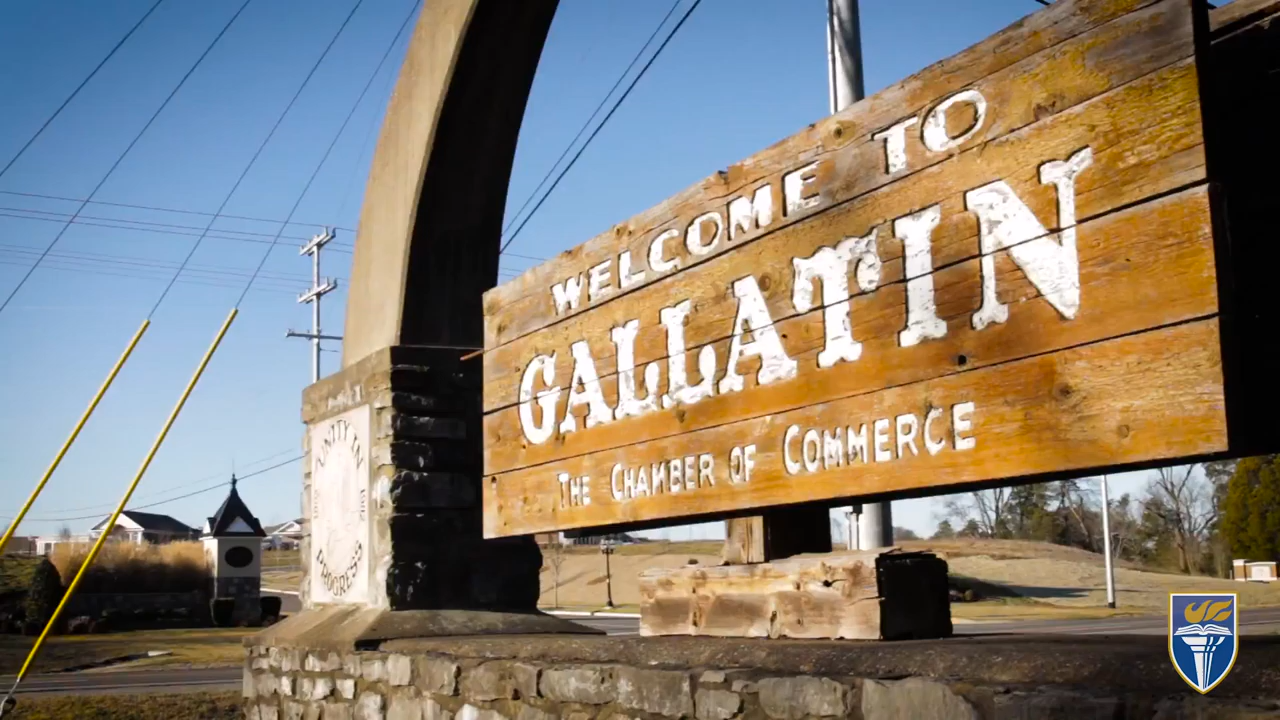 WELCOME TO
GALLATIN
THE CHAMBER OF COMMERCE
UNITY IN
PROGRESS